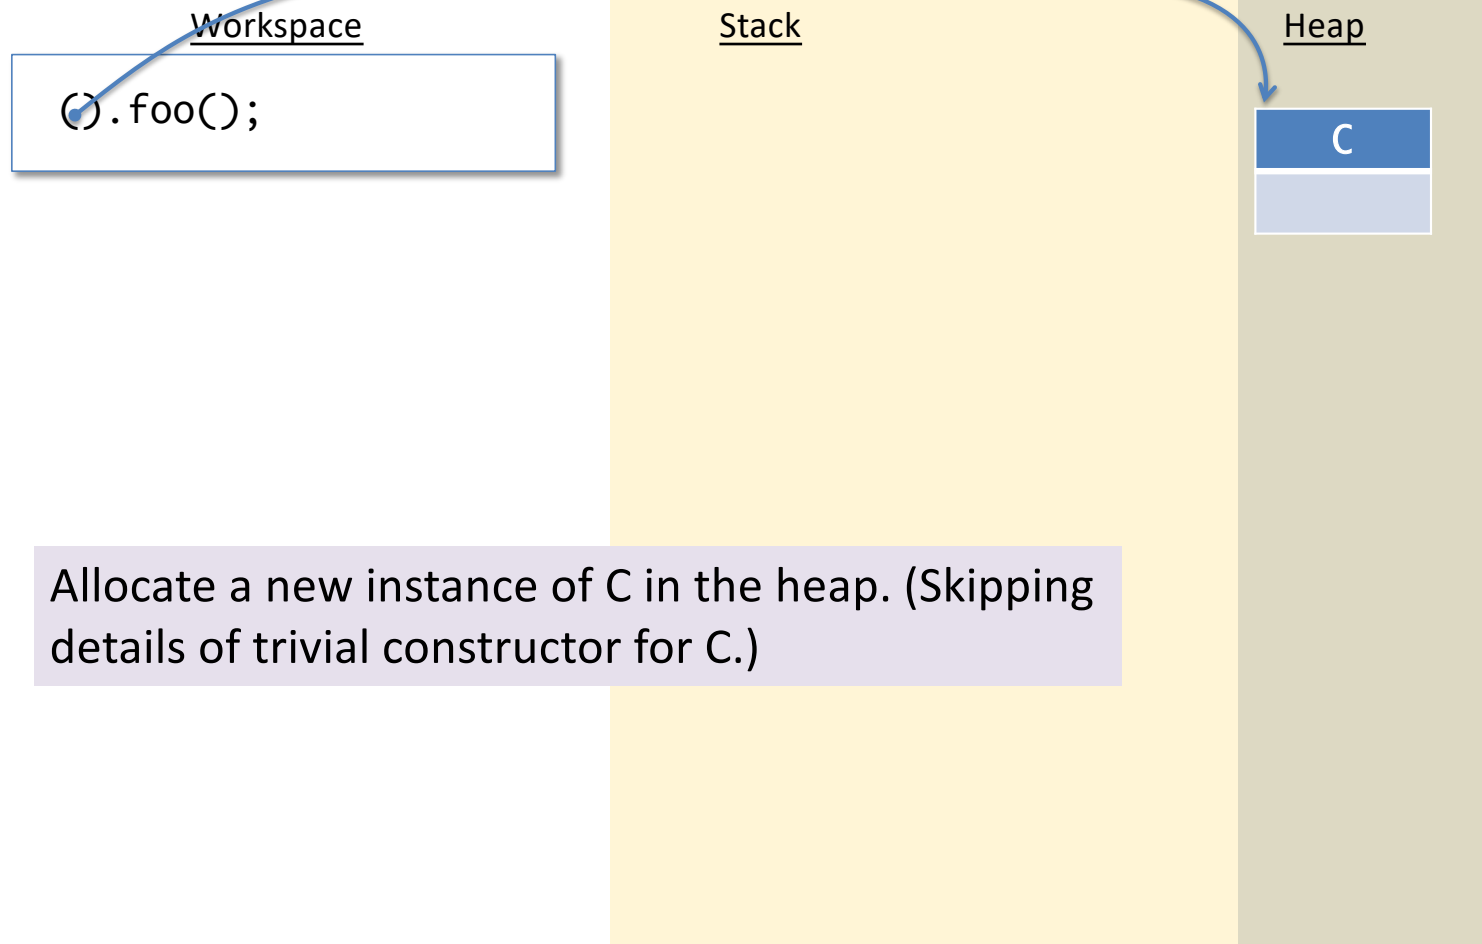 Workspace
Stack
Heap
().foo();
C
Allocate a new instance of C in the heap. (Skipping
details of trivial constructor for C.)